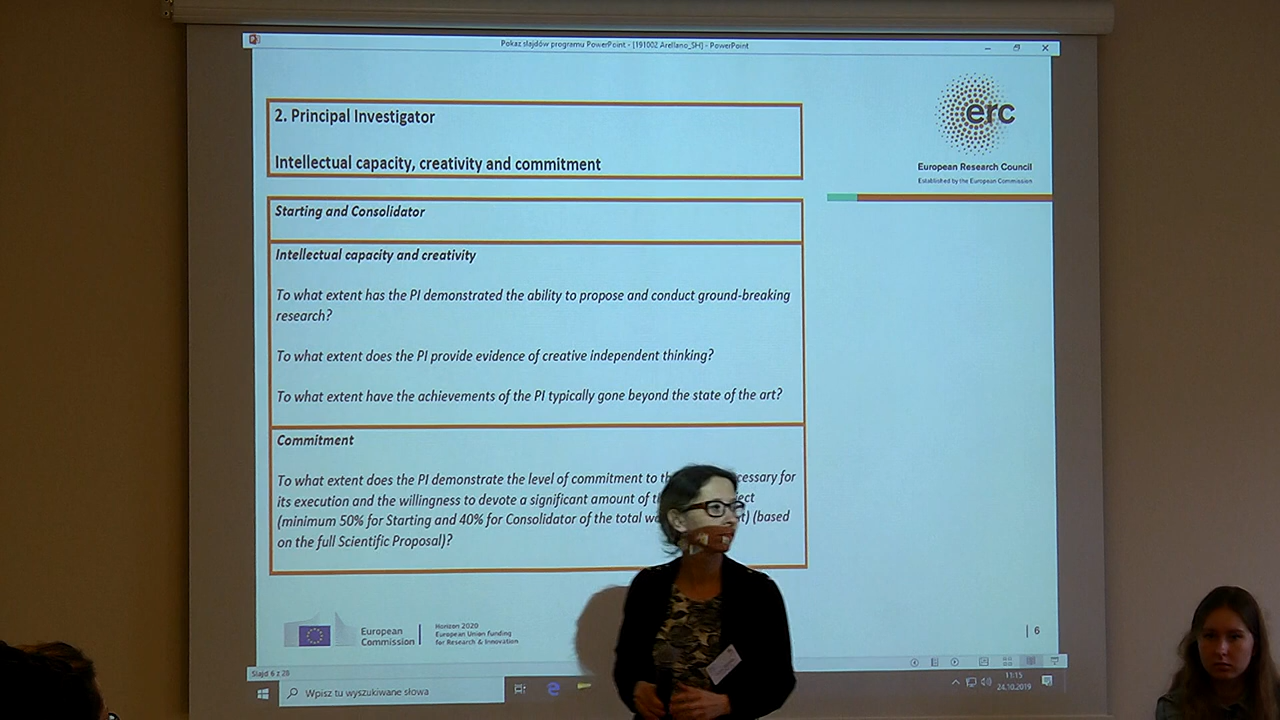 Pokaz slajdów programu PowerPoint - [191002 Arellano_SH] - PowerPoint
2. Principal Investigator
Intellectual capacity, creativity and commitment
erc
European Research Council
Established by the European Commission
Starting and Consolidator
Intellectual capacity and creativity
To what extent has the PI demonstrated the ability to propose and conduct ground-breaking
research?
To what extent does the PI provide evidence of creative independent thinking?
To what extent have the achievements of the PI typically gone beyond the state of the art?
Commitment
To what extent does the PI demonstrate the level of commitment to for
its execution and the willingness to devote a significant amount of
(minimum 50% for Starting and 40% for Consolidator of the total (based
on the full Scientific Proposal)?
European
Commission
Horizon 2020
European Union funding
for Research & Innovation
| 6
Slajd 6 z 28
Wpisz tu wyszukiwane słowa
11:15
24.10.2019